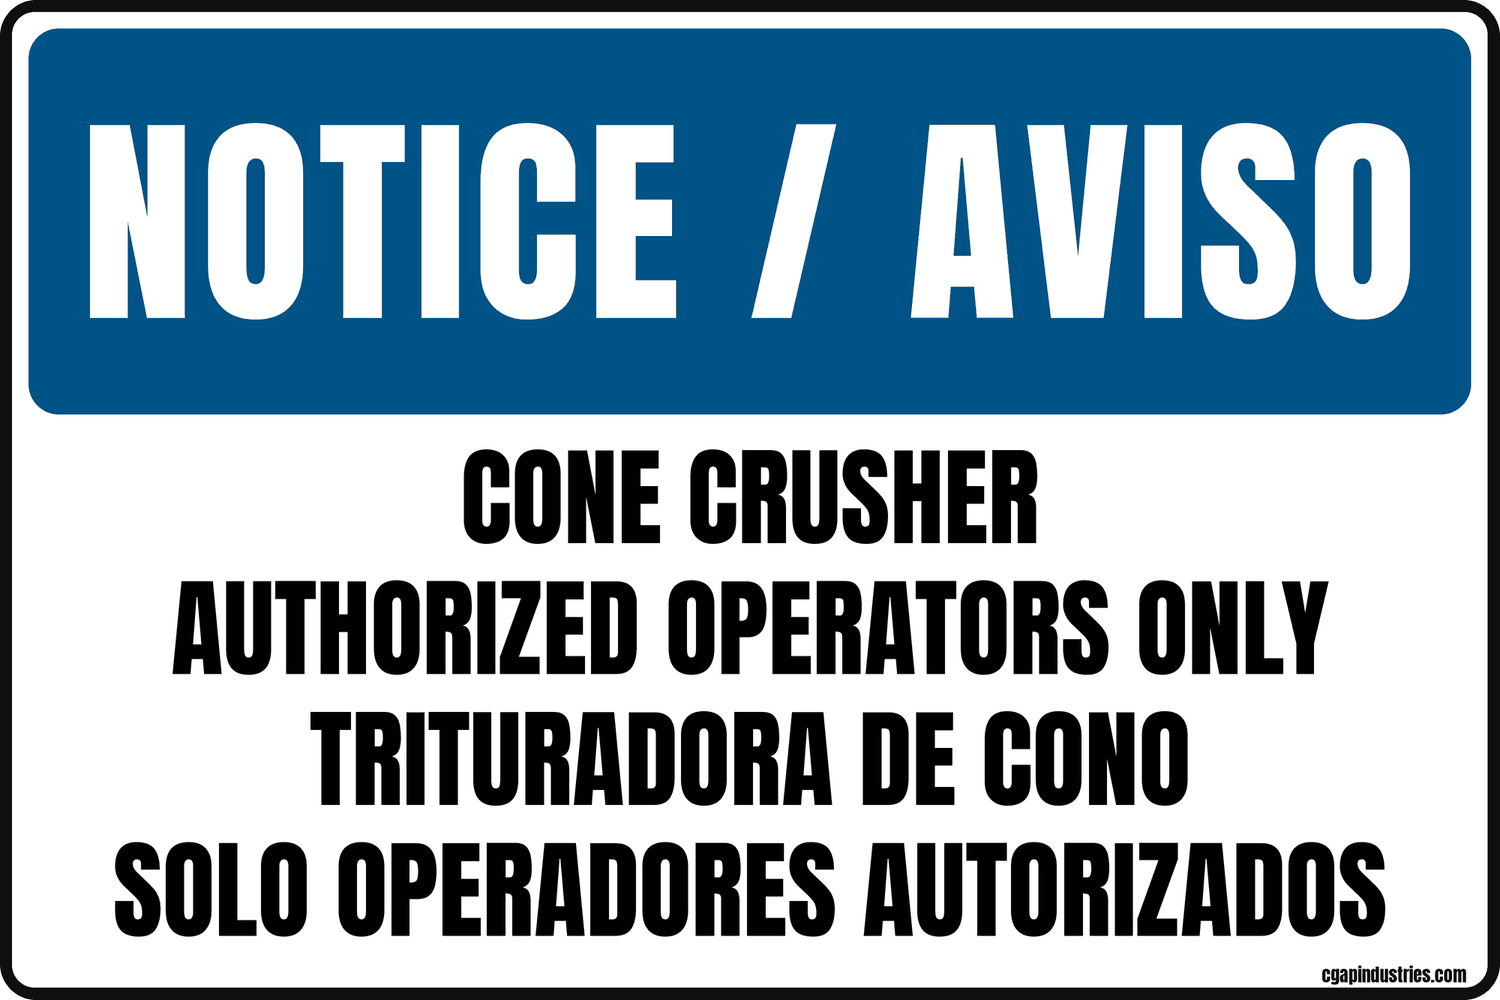 NOTICE / AVISO
CONE CRUSHER
AUTHORIZED OPERATORS ONLY
TRITURADORA DE CONO
SOLO OPERADORES AUTORIZADOS
cgapindustries.com